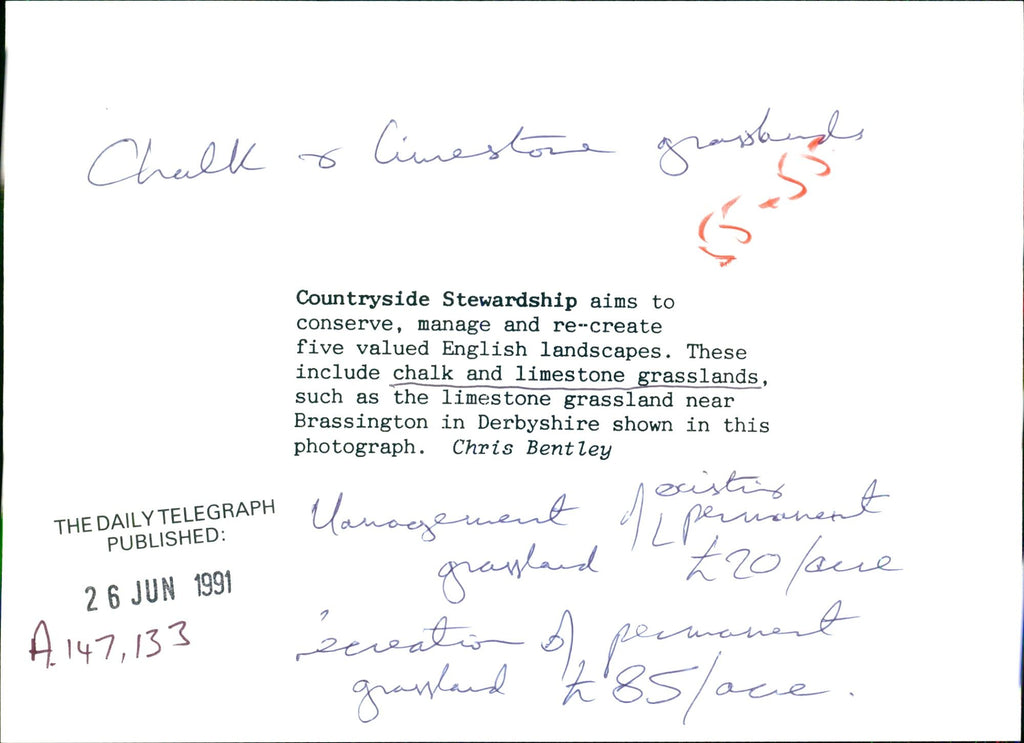 Chalk & limestone grasslands
Countryside Stewardship aims to
conserve, manage and re-create
five valued English landscapes. These
include chalk and limestone grasslands,
such as the limestone grassland near
Brassington in Derbyshire shown in this
photograph. Chris Bentley
THE DAILY TELEGRAPH
PUBLISHED:
26 JUN 1991
A.147,133
existing
Management of permanent
grassland £20/acre
recreation of permanent
grassland £85/acre.